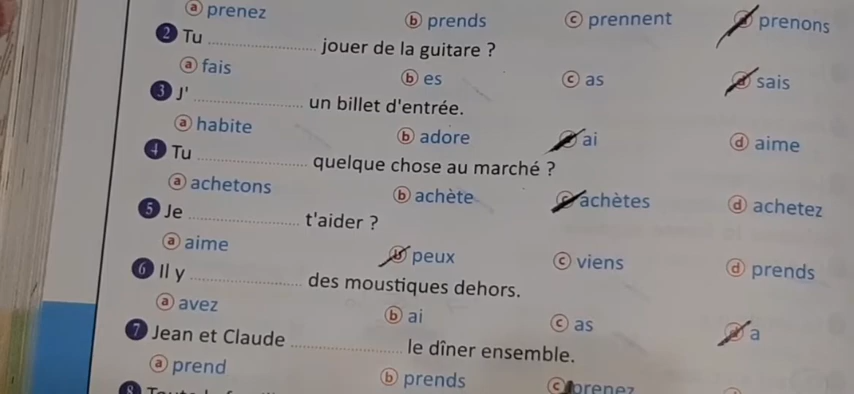 ⓐ prenez ⓑ prends ⓒ prennent ⓓ prenons
2 Tu .................... jouer de la guitare ?
ⓐ fais ⓑ es ⓒ as ⓓ sais
3 J' .................... un billet d'entrée.
ⓐ habite ⓑ adore ⓒ ai ⓓ aime
4 Tu .................... quelque chose au marché ?
ⓐ achetons ⓑ achète ⓒ achètes ⓓ achetez
5 Je .................... t'aider ?
ⓐ aime ⓑ peux ⓒ viens ⓓ prends
6 Il y .................... des moustiques dehors.
ⓐ avez ⓑ ai ⓒ as ⓓ a
7 Jean et Claude .................... le dîner ensemble.
ⓐ prend ⓑ prends ⓒ prenez
8